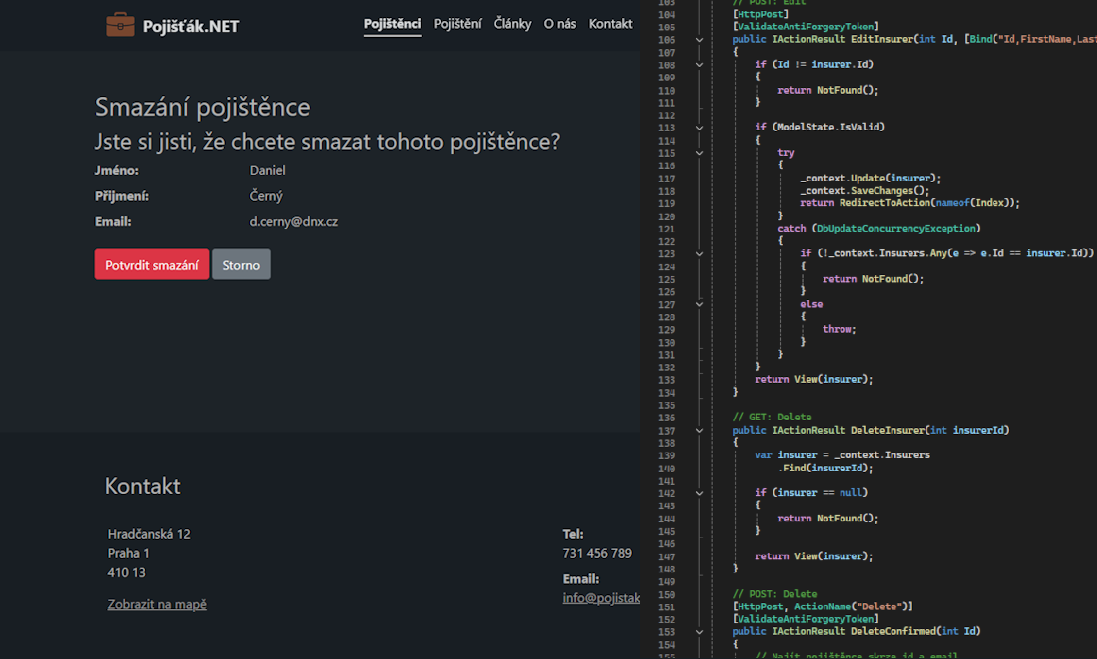 Pojišťák.NET
Pojištěnci Pojištění Články O nás Kontakt
Smazání pojištěnce
Jste si jisti, že chcete smazat tohoto pojištěnce?
Jméno: Daniel
Příjmení: Černý
Email: d.cerny@dnx.cz
Potvrdit smazání Storno
Kontakt
Hradčanská 12
Praha 1
410 13
Zobrazit na mapě
Tel:
731 456 789
Email:
info@pojistak
103 // POST: Edit
104 [HttpPost]
105 [ValidateAntiForgeryToken]
106 public IActionResult EditInsurer(int Id, [Bind("Id,FirstName,Last
107 {
108 if (Id != insurer.Id)
109 {
110 return NotFound();
111 }
112
113 if (ModelState.IsValid)
114 {
115 try
116 {
117 _context.Update(insurer);
118 _context.SaveChanges();
119 return RedirectToAction(nameof(Index));
120 }
121 catch (DbUpdateConcurrencyException)
122 {
123 if (!_context.Insurers.Any(e => e.Id == insurer.Id))
124 {
125 return NotFound();
126 }
127 else
128 {
129 throw;
130 }
131 }
132 }
133 return View(insurer);
134 }
135
136 // GET: Delete
137 public IActionResult DeleteInsurer(int insurerId)
138 {
139 var insurer = _context.Insurers
140 .Find(insurerId);
141
142 if (insurer == null)
143 {
144 return NotFound();
145 }
146
147 return View(insurer);
148 }
149
150 // POST: Delete
151 [HttpPost, ActionName("Delete")]
152 [ValidateAntiForgeryToken]
153 public IActionResult DeleteConfirmed(int Id)
154 {
155 // Najít pojištěnce skrze id a email